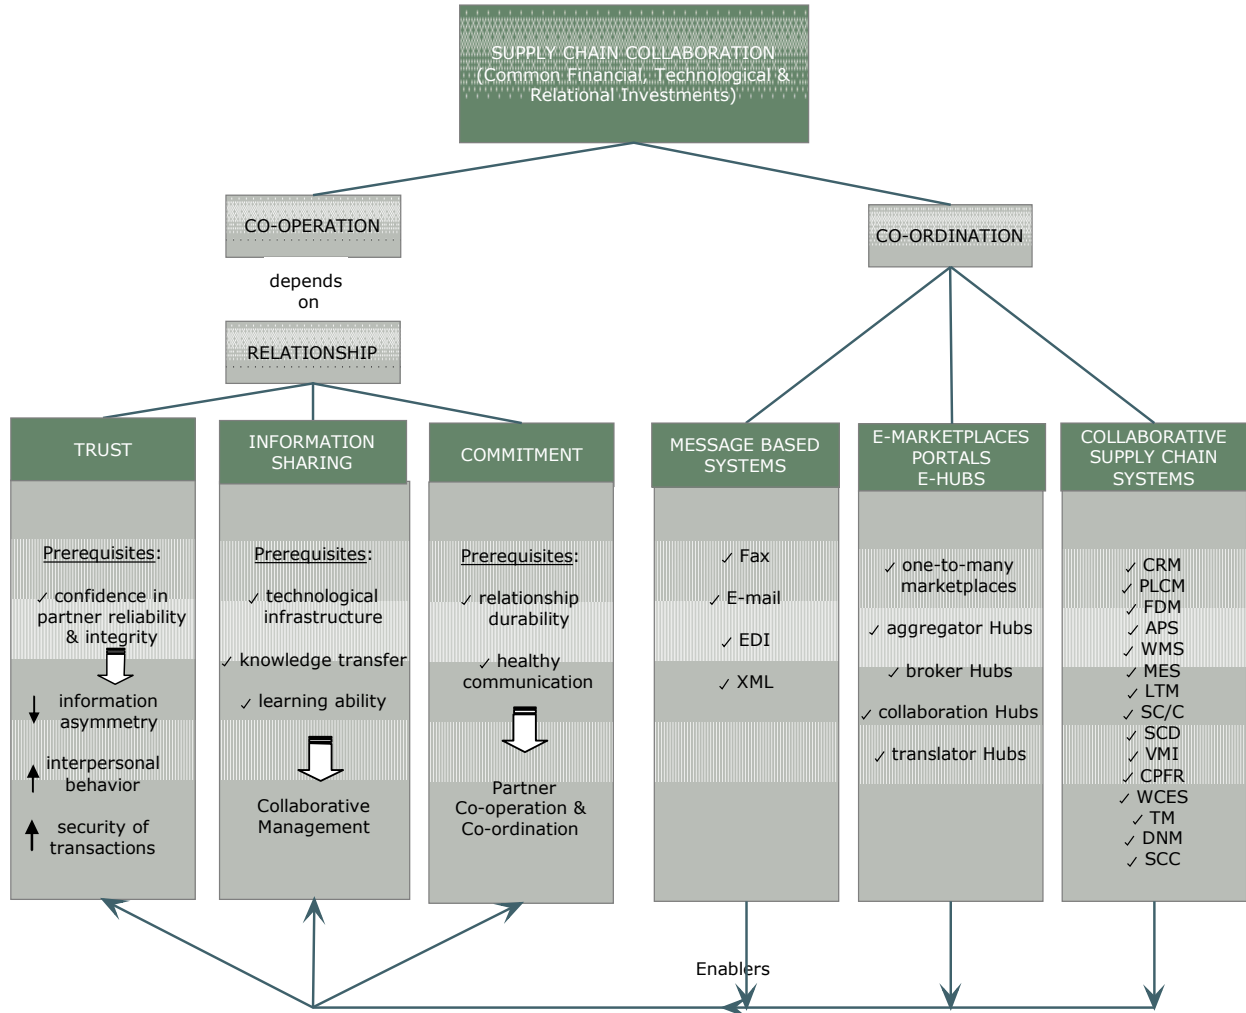 SUPPLY CHAIN COLLABORATION
(Common Financial, Technological &
Relational Investments)
CO-OPERATION
depends
on
RELATIONSHIP
CO-ORDINATION
TRUST
Prerequisites:
✓ confidence in
partner reliability
& integrity
↓ information
asymmetry
↑ interpersonal
behavior
↑ security of
transactions
INFORMATION
SHARING
Prerequisites:
✓ technological
infrastructure
✓ knowledge transfer
✓ learning ability
Collaborative
Management
COMMITMENT
Prerequisites:
✓ relationship
durability
✓ healthy
communication
Partner
Co-operation &
Co-ordination
MESSAGE BASED
SYSTEMS
✓ Fax
✓ E-mail
✓ EDI
✓ XML
E-MARKETPLACES
PORTALS
E-HUBS
✓ one-to-many
marketplaces
✓ aggregator Hubs
✓ broker Hubs
✓ collaboration Hubs
✓ translator Hubs
COLLABORATIVE
SUPPLY CHAIN
SYSTEMS
✓ CRM
✓ PLCM
✓ FDM
✓ APS
✓ WMS
✓ MES
✓ LTM
✓ SC/C
✓ SCD
✓ VMI
✓ CPFR
✓ WCES
✓ TM
✓ DNM
✓ SCC
Enablers